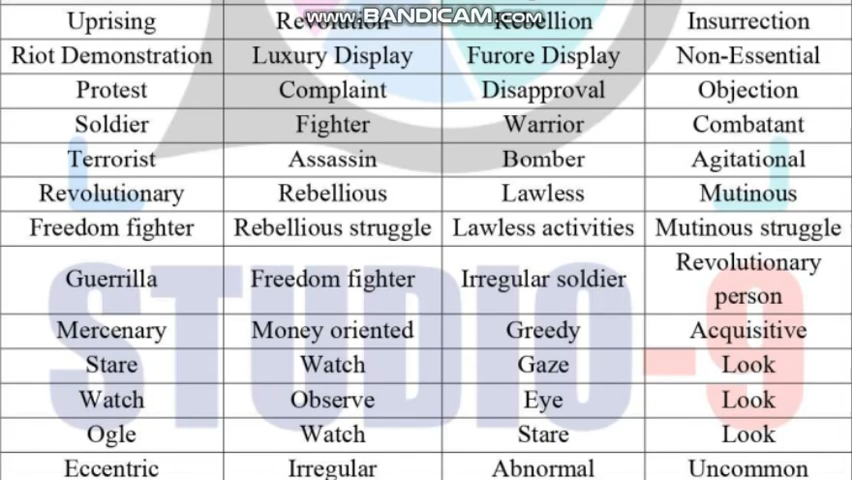 www.BANDICAM.com
Uprising Revolution Rebellion Insurrection
Riot Demonstration Luxury Display Furore Display Non-Essential
Protest Complaint Disapproval Objection
Soldier Fighter Warrior Combatant
Terrorist Assassin Bomber Agitational
Revolutionary Rebellious Lawless Mutinous
Freedom fighter Rebellious struggle Lawless activities Mutinous struggle
Guerrilla Freedom fighter Irregular soldier Revolutionary person
Mercenary Money oriented Greedy Acquisitive
Stare Watch Gaze Look
Watch Observe Eye Look
Ogle Watch Stare Look
Eccentric Irregular Abnormal Uncommon
STUDIO-9